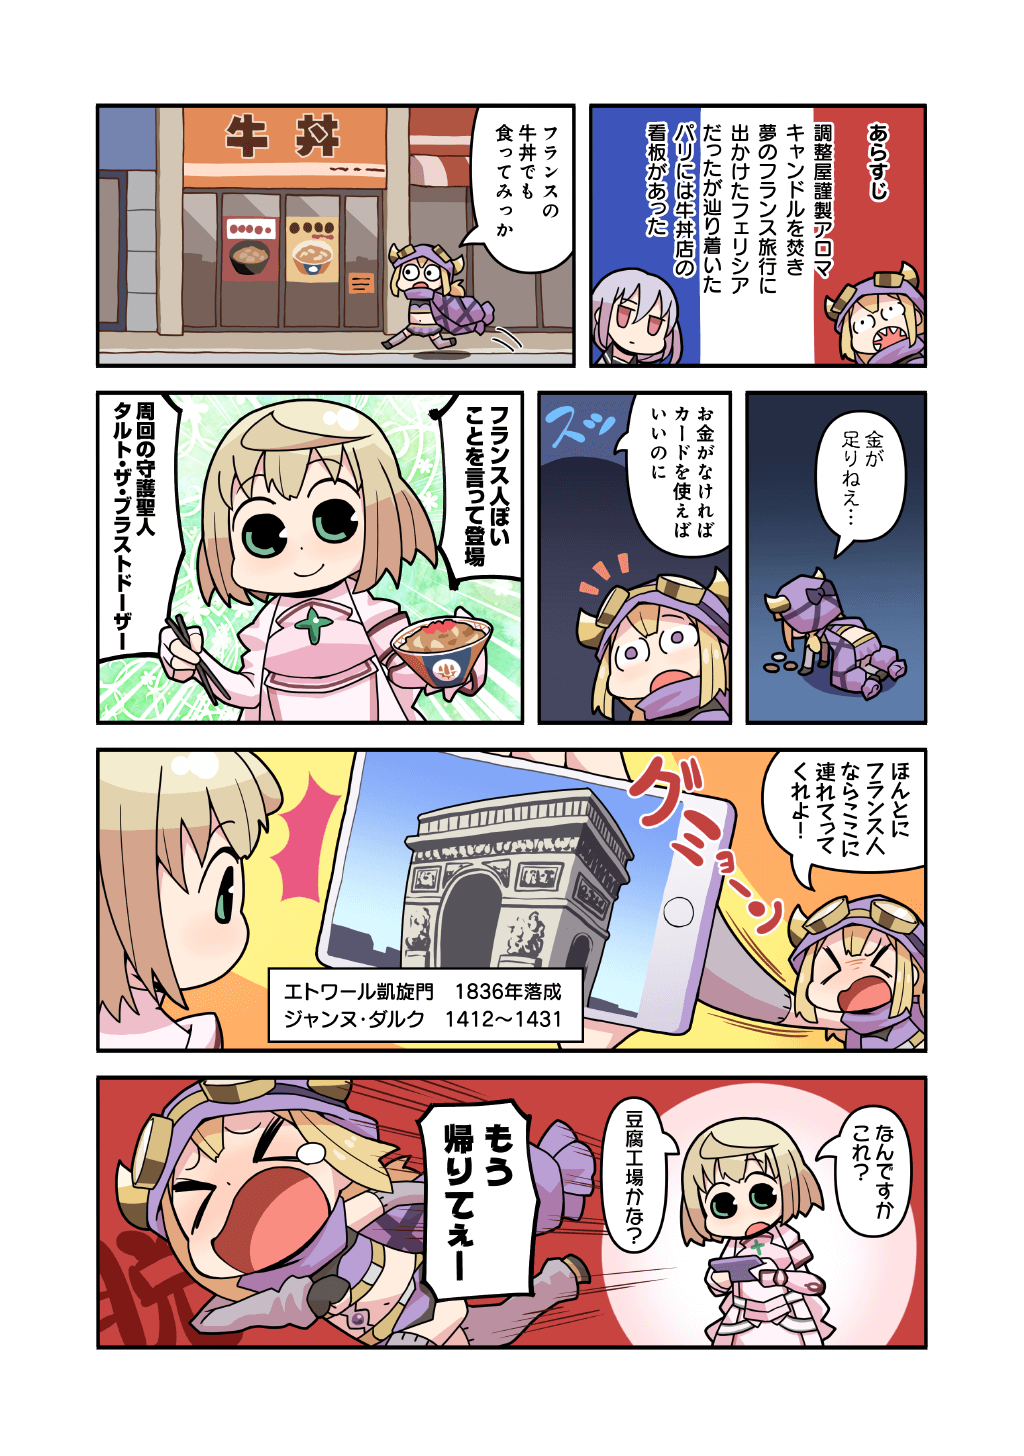 あらすじ
調整屋謹製アロマ
キャンドルを焚き
夢のフランス旅行に
出かけたフェリシア
だったが辿り着いた
パリには牛丼店の
看板があった
牛丼
フランスの
牛丼でも
食ってみっか
金が
足りねえ…
お金がなければ
カードを使えば
いいのに
ズッ
フランス人ぽい
ことを言って登場
周回の守護聖人
タルト・ザ・ブラストドーザー
ほんとに
フランス人
ならここに
連れてって
くれよ!
グミョーン
エトワール凱旋門 1836年落成
ジャンヌ・ダルク 1412〜1431
なんですか
これ?
豆腐工場かな?
もう
帰りてぇー